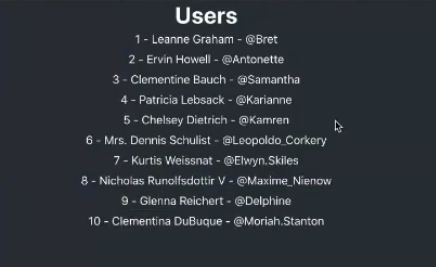 Users
1 - Leanne Graham - @Bret
2 - Ervin Howell - @Antonette
3 - Clementine Bauch - @Samantha
4 - Patricia Lebsack - @Karianne
5 - Chelsey Dietrich - @Kamren
6 - Mrs. Dennis Schulist - @Leopoldo_Corkery
7 - Kurtis Weissnat - @Elwyn.Skiles
8 - Nicholas Runolfsdottir V - @Maxime_Nienow
9 - Glenna Reichert - @Delphine
10 - Clementina DuBuque - @Moriah.Stanton